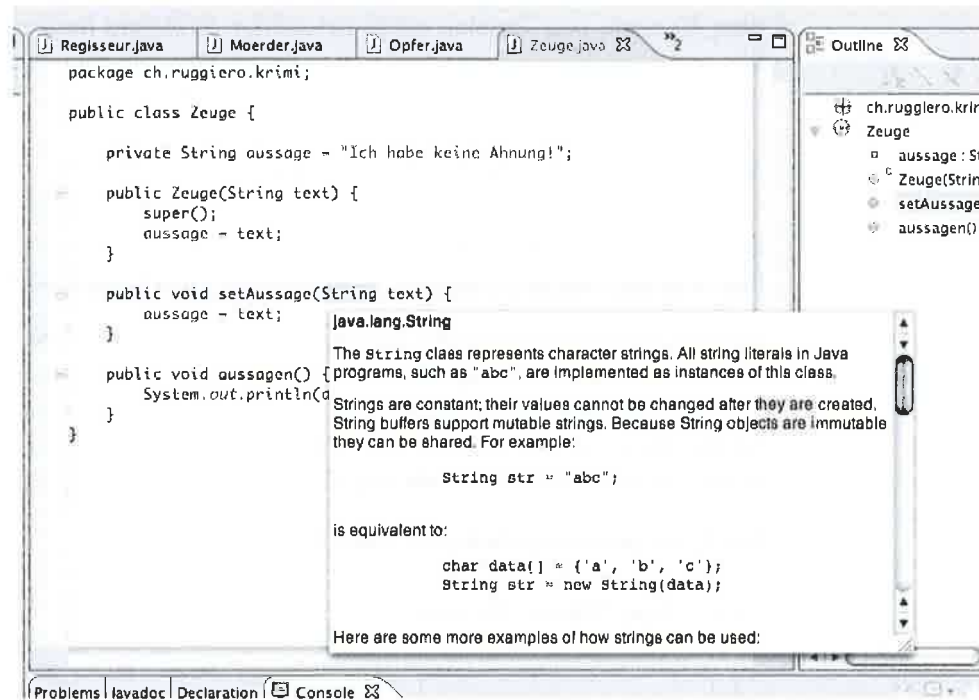 Regisseur.java
Moerder.java
Opfer.java
Zeuge.java
»2
Outline
package ch.ruggiero.krimi;
public class Zeuge {
private String aussage = "Ich habe keine Ahnung!";
public Zeuge(String text) {
super();
aussage = text;
}
public void setAussage(String text) {
aussage = text;
}
public void aussagen() {
System.out.println(a
}
}
java.lang.String
The String class represents character strings. All string literals in Java
programs, such as "abc", are implemented as instances of this class.
Strings are constant; their values cannot be changed after they are created.
String buffers support mutable strings. Because String objects are immutable
they can be shared. For example:
String str = "abc";
is equivalent to:
char data[] = {'a', 'b', 'c'};
String str = new String(data);
Here are some more examples of how strings can be used:
ch.ruggiero.krim
Zeuge
aussage : St
C Zeuge(Strin
setAussage
aussagen()
Problems
Javadoc
Declaration
Console